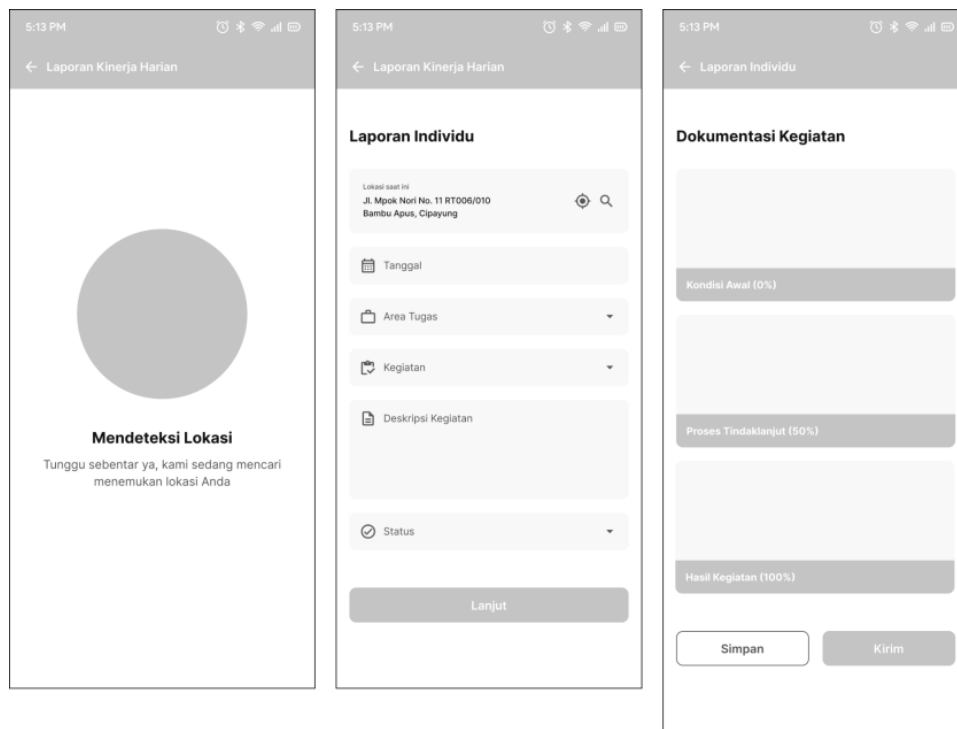 5:13 PM
← Laporan Kinerja Harian
Mendeteksi Lokasi
Tunggu sebentar ya, kami sedang mencari
menemukan lokasi Anda
5:13 PM
← Laporan Kinerja Harian
Laporan Individu
Lokasi saat ini
Jl. Mpok Nori No. 11 RT006/010
Bambu Apus, Cipayung
Tanggal
Area Tugas
Kegiatan
Deskripsi Kegiatan
Status
Lanjut
5:13 PM
← Laporan Individu
Dokumentasi Kegiatan
Kondisi Awal (0%)
Proses Tindaklanjut (50%)
Hasil Kegiatan (100%)
Simpan
Kirim